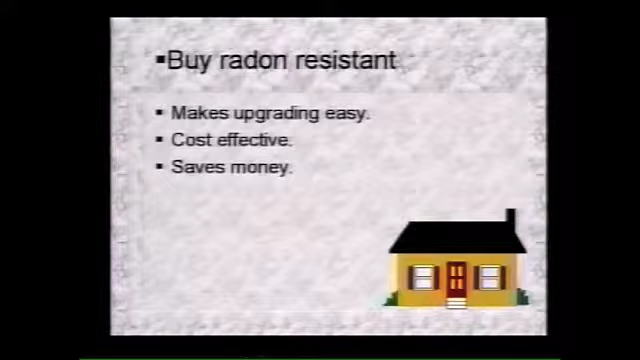 ▪Buy radon resistant
▪ Makes upgrading easy.
▪ Cost effective.
▪ Saves money.